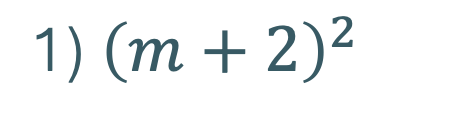 1) (m + 2)²